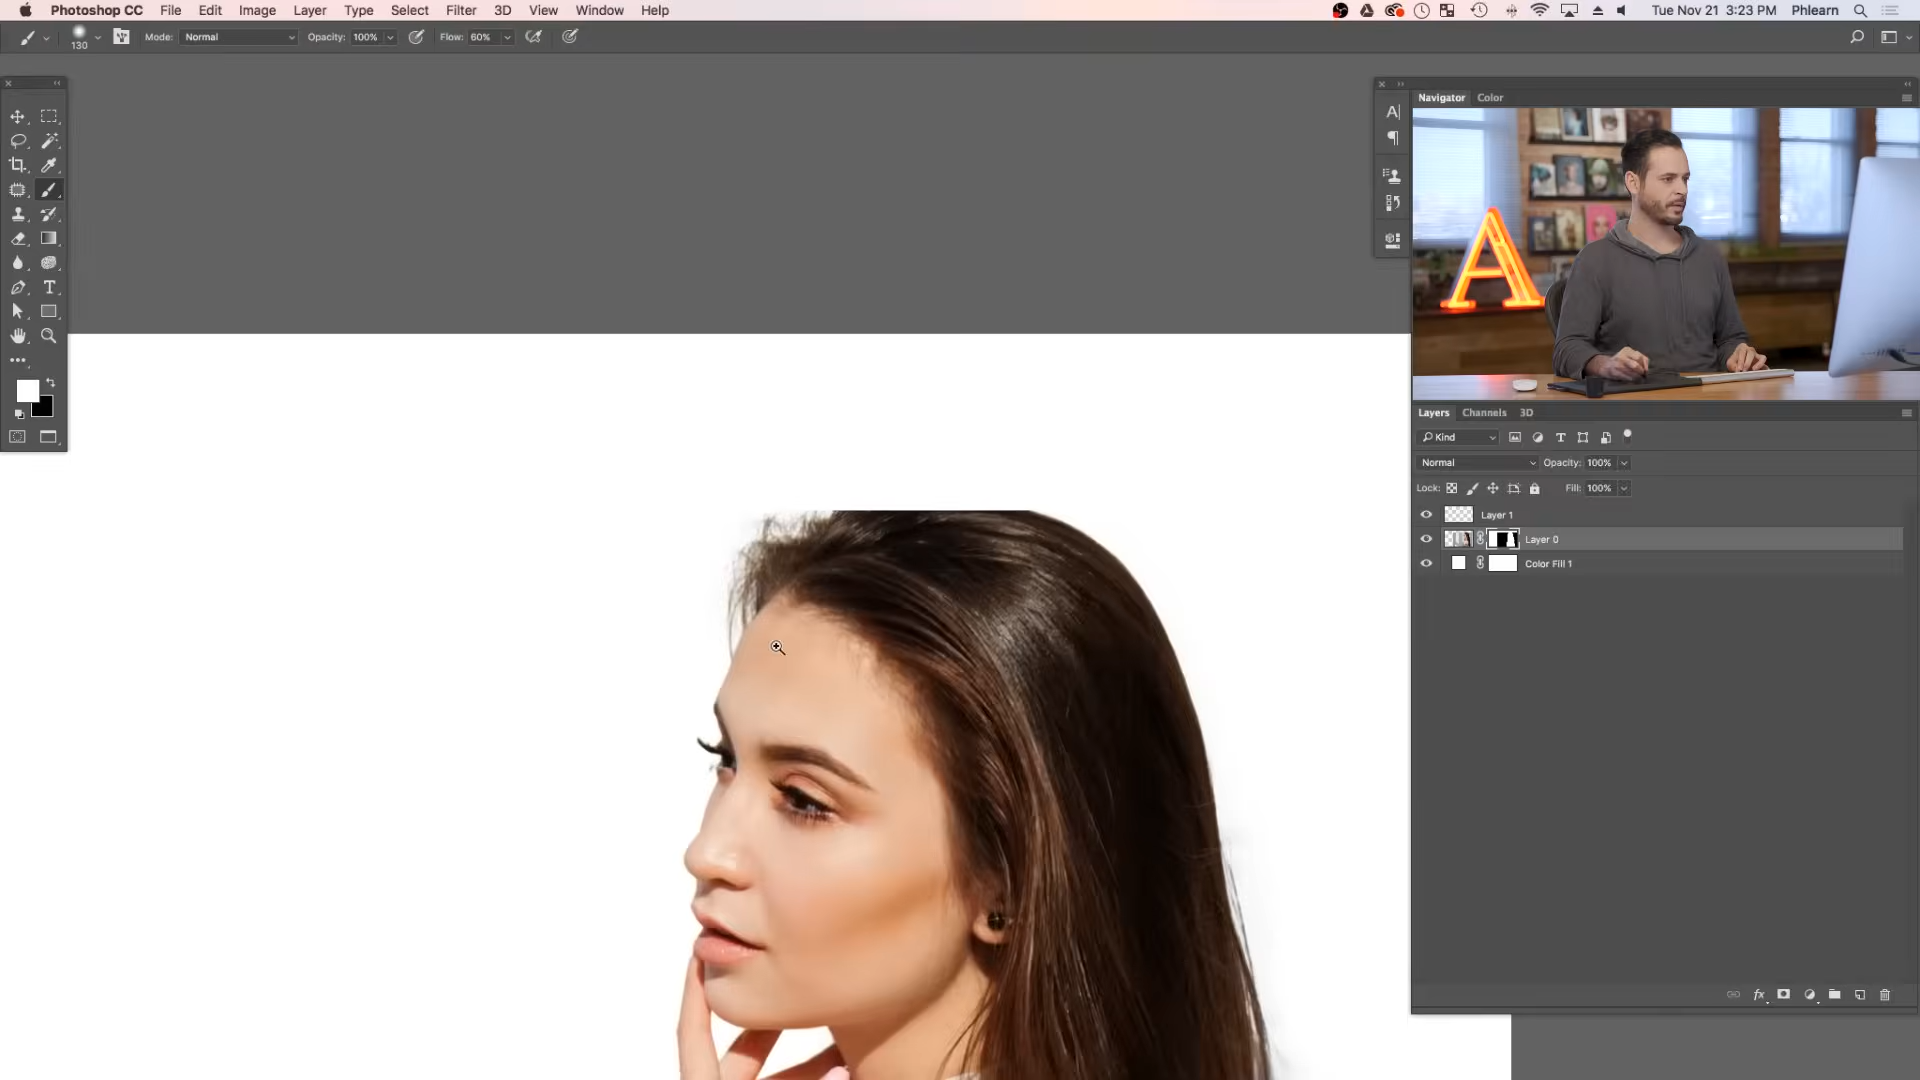 Photoshop CC File Edit Image Layer Type Select Filter 3D View Window Help Tue Nov 21 3:23 PM Phlearn
130 Mode: Normal Opacity: 100% Flow: 60%
Navigator Color
A
Layers Channels 3D
Kind
Normal Opacity: 100%
Lock: Fill: 100%
Layer 1
Layer 0
Color Fill 1
fx